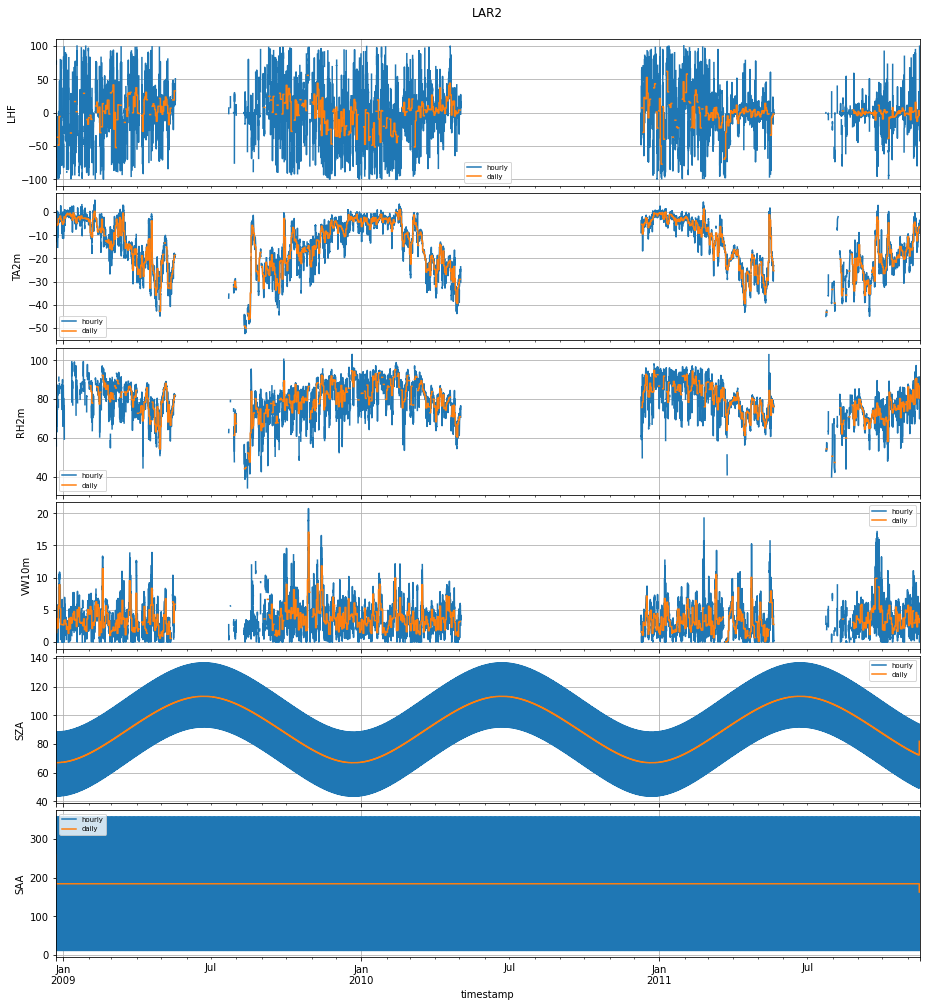 LAR2
LHF
100
50
0
−50
−100
hourly
daily
TA2m
0
−10
−20
−30
−40
−50
hourly
daily
RH2m
100
80
60
40
hourly
daily
VW10m
20
15
10
5
0
hourly
daily
SZA
140
120
100
80
60
40
hourly
daily
SAA
300
200
100
0
hourly
daily
Jan Jul Jan Jul Jan Jul
2009 2010 2011
timestamp